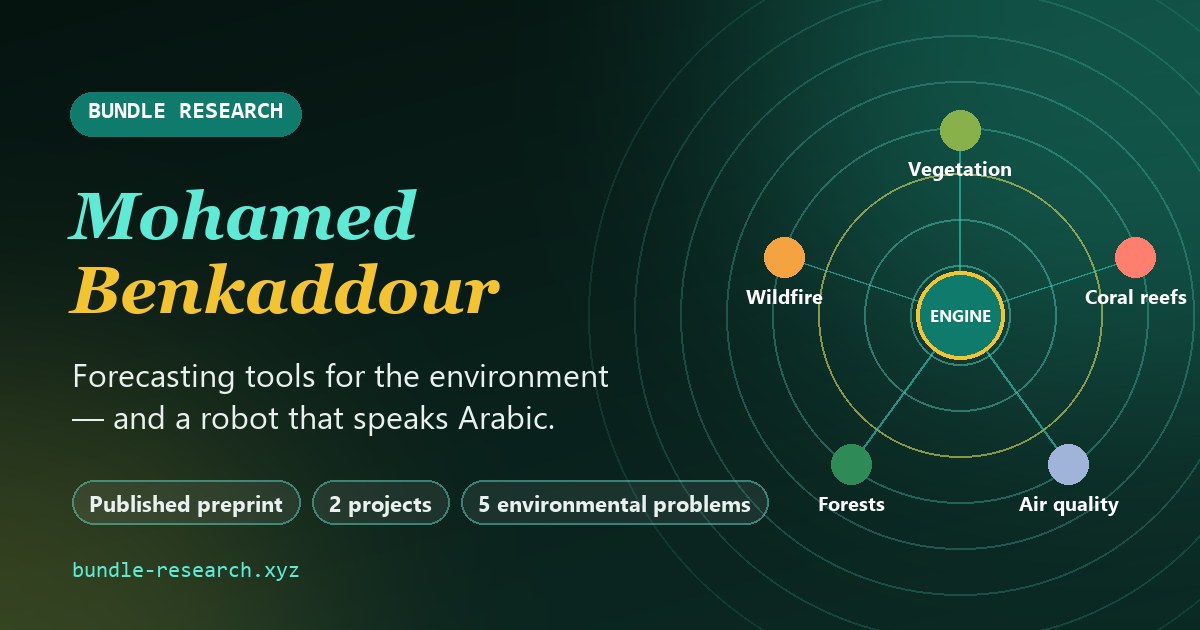 BUNDLE RESEARCH
Mohamed
Benkaddour
Forecasting tools for the environment
— and a robot that speaks Arabic.
Published preprint
2 projects
5 environmental problems
bundle-research.xyz
Vegetation
Wildfire
Coral reefs
ENGINE
Forests
Air quality